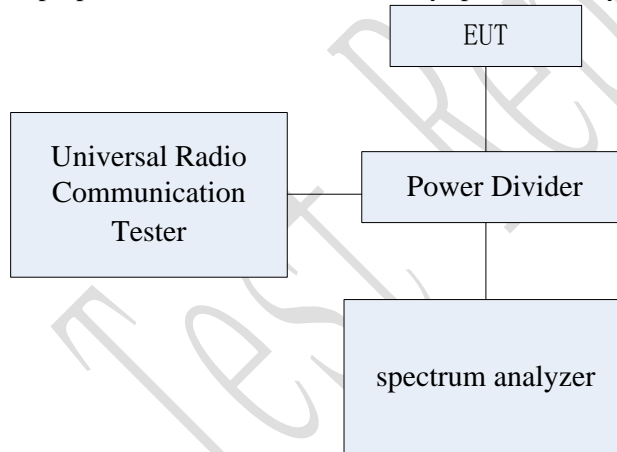 EUT
Universal Radio
Communication
Tester
Power Divider
spectrum analyzer